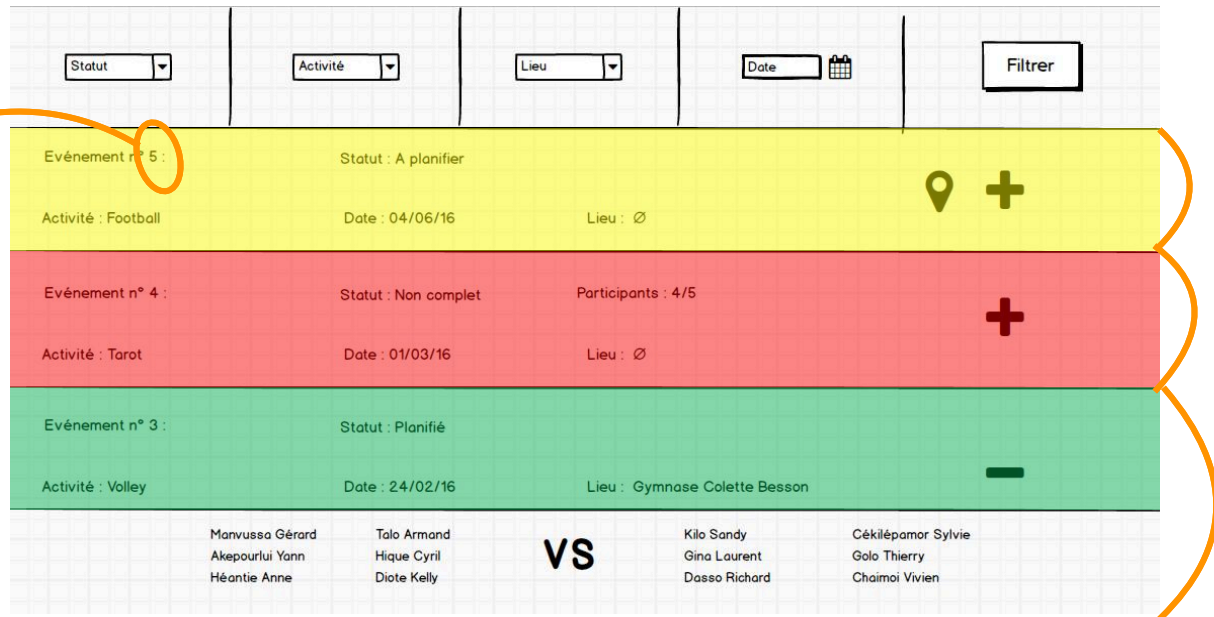 Statut Activité Lieu Date Filtrer
Evénement n° 5 : Statut : A planifier
Activité : Football Date : 04/06/16 Lieu : Ø
Evénement n° 4 : Statut : Non complet Participants : 4/5
Activité : Tarot Date : 01/03/16 Lieu : Ø
Evénement n° 3 : Statut : Planifié
Activité : Volley Date : 24/02/16 Lieu : Gymnase Colette Besson
Manvussa Gérard Talo Armand Kilo Sandy Cékilépamor Sylvie
Akepourlui Yann Hique Cyril VS Gina Laurent Golo Thierry
Héantie Anne Diote Kelly Dasso Richard Chaimoi Vivien